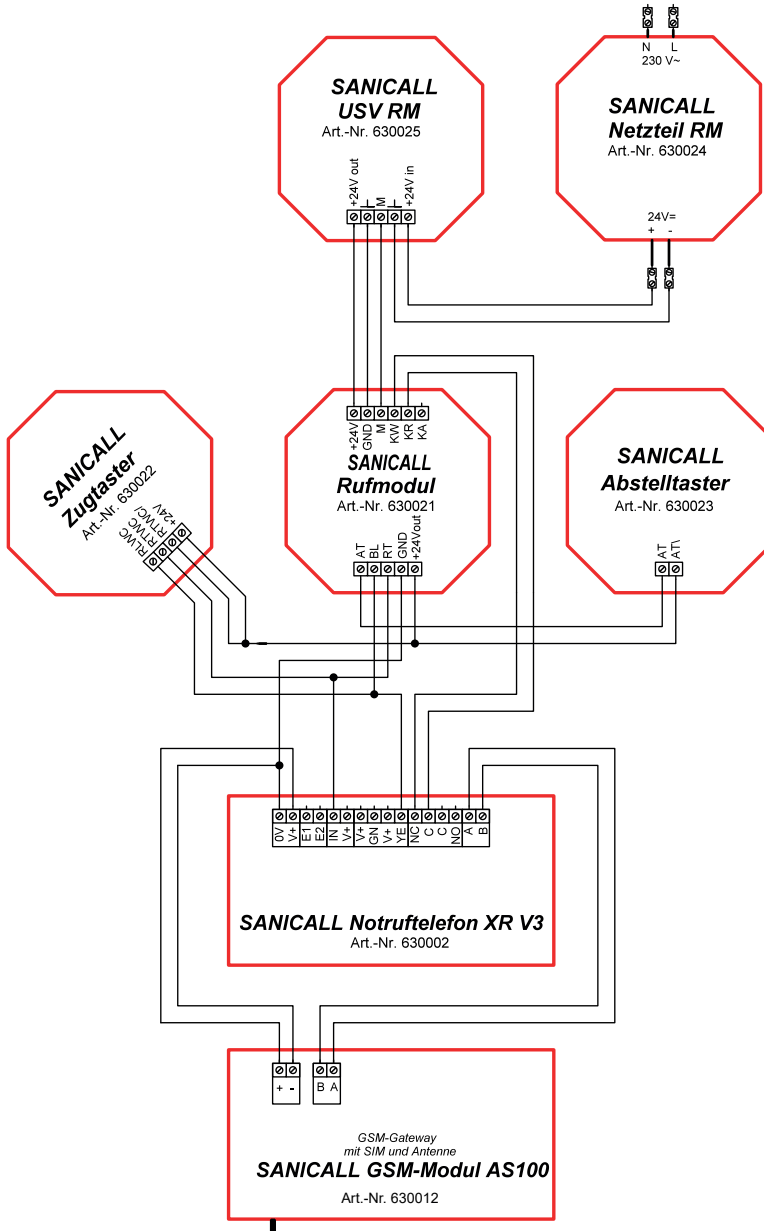 SANICALL
USV RM
Art.-Nr. 630025
+24V out
M
+24V in
N L
230 V~
SANICALL
Netzteil RM
Art.-Nr. 630024
24V=
+ -
SANICALL
Zugtaster
Art.-Nr. 630022
RLWC
RTWC
RTWC/
+24V
+24V
GND
M
KW
KR
KA
SANICALL
Rufmodul
Art.-Nr. 630021
AT
BL
RT
GND
+24Vout
SANICALL
Abstelltaster
Art.-Nr. 630023
AT
AT\
0V
V+
E1
E2
IN
V+
V+
GN
V+
YE
NC
C
C
NO
A
B
SANICALL Notruftelefon XR V3
Art.-Nr. 630002
+ - B A
GSM-Gateway
mit SIM und Antenne
SANICALL GSM-Modul AS100
Art.-Nr. 630012